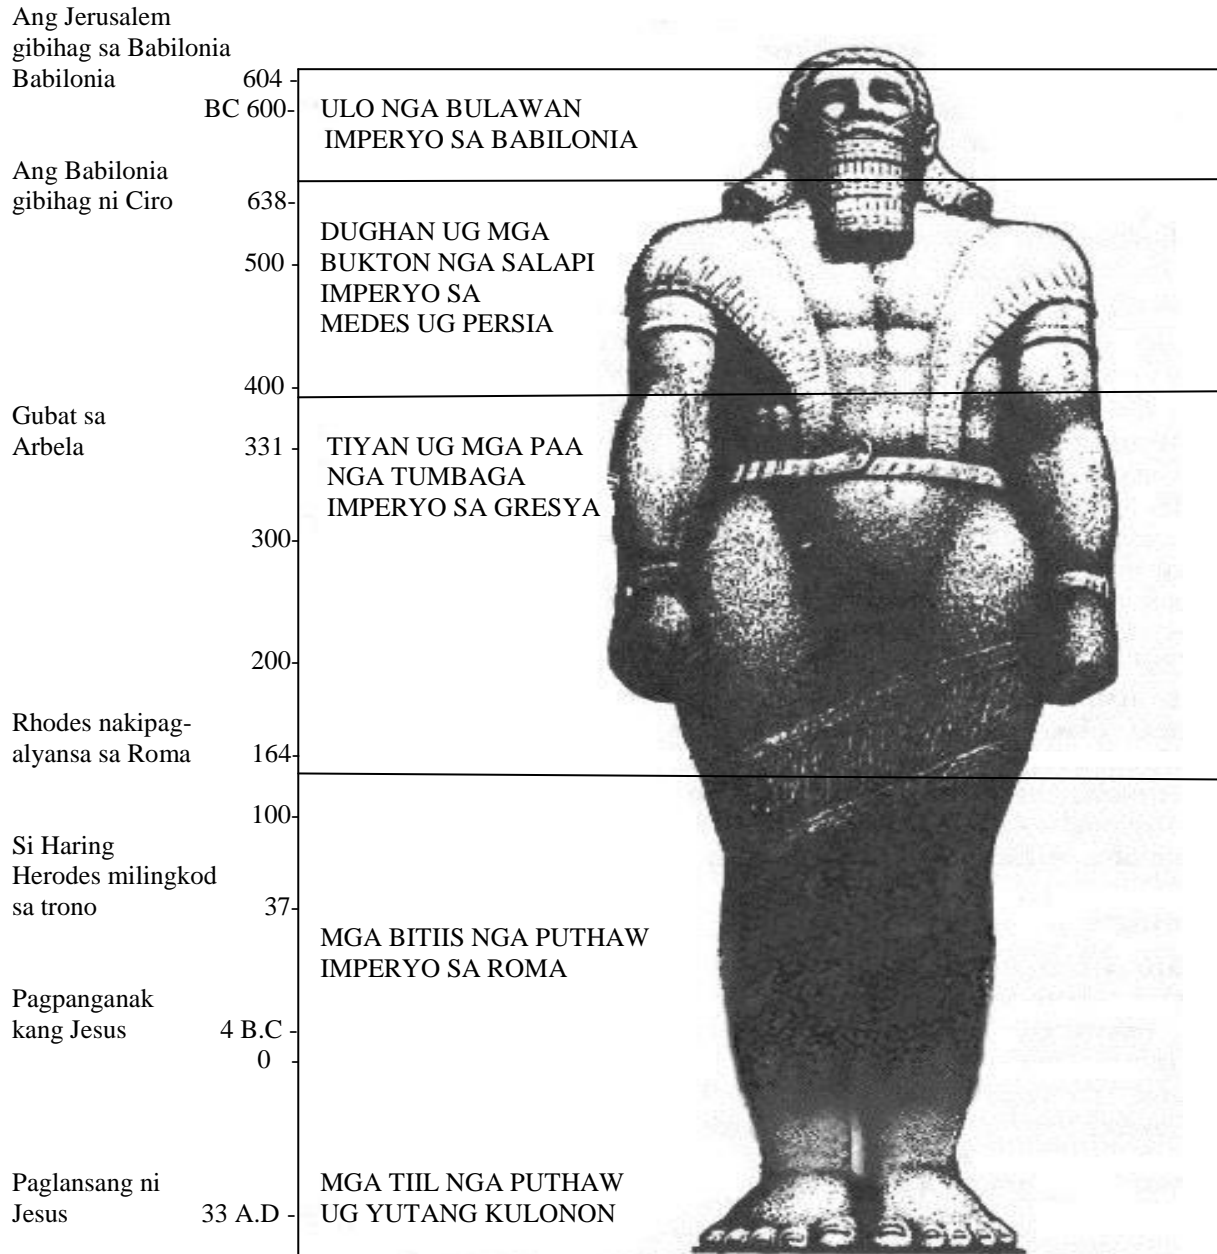 Ang Jerusalem
gibihag sa Babilonia
Babilonia 604 -
BC 600-
ULO NGA BULAWAN
IMPERYO SA BABILONIA
Ang Babilonia
gibihag ni Ciro 638-
DUGHAN UG MGA
500 - BUKTON NGA SALAPI
IMPERYO SA
MEDES UG PERSIA
400 -
Gubat sa
Arbela 331 -
TIYAN UG MGA PAA
NGA TUMBAGA
IMPERYO SA GRESYA
300-
200-
Rhodes nakipag-
alyansa sa Roma 164-
100-
Si Haring
Herodes milingkod
sa trono 37-
MGA BITIIS NGA PUTHAW
IMPERYO SA ROMA
Pagpanganak
kang Jesus 4 B.C -
0 -
Paglansang ni
Jesus 33 A.D -
MGA TIIL NGA PUTHAW
UG YUTANG KULONON